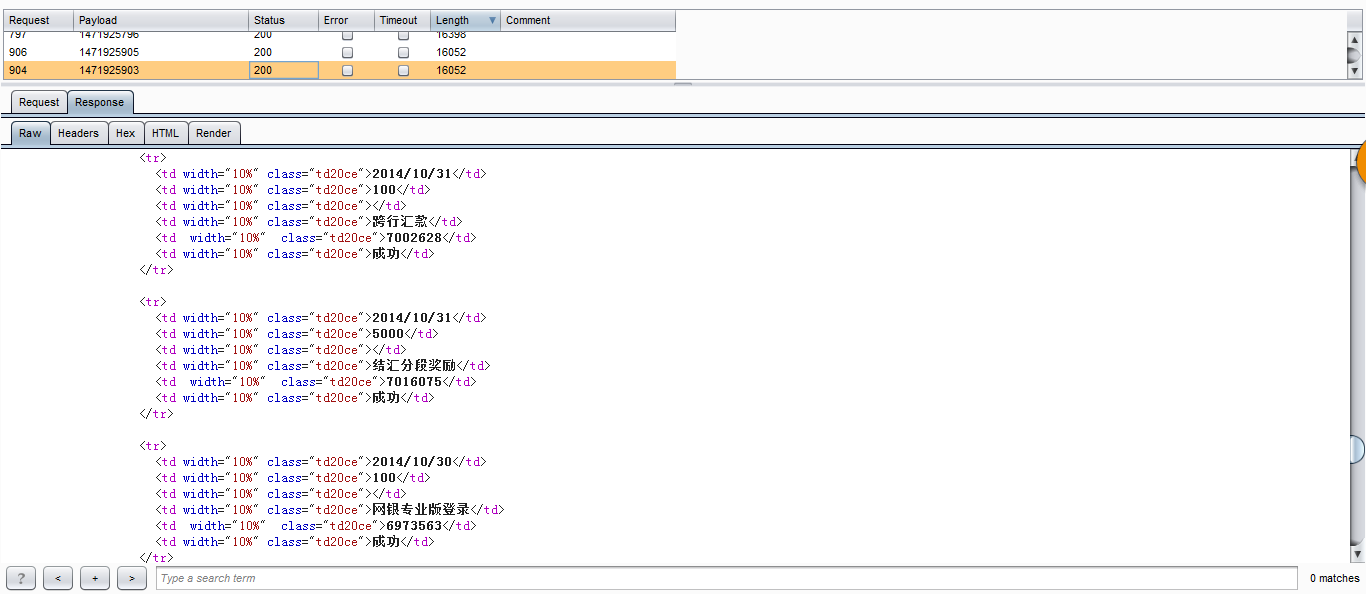 Request Payload Status Error Timeout Length Comment
797 1471925796 200 16398
906 1471925905 200 16052
904 1471925903 200 16052
Request Response
Raw Headers Hex HTML Render
<tr>
<td width="10%" class="td20ce">2014/10/31</td>
<td width="10%" class="td20ce">100</td>
<td width="10%" class="td20ce"></td>
<td width="10%" class="td20ce">跨行汇款</td>
<td  width="10%"  class="td20ce">7002628</td>
<td width="10%" class="td20ce">成功</td>
</tr>
<tr>
<td width="10%" class="td20ce">2014/10/31</td>
<td width="10%" class="td20ce">5000</td>
<td width="10%" class="td20ce"></td>
<td width="10%" class="td20ce">结汇分段奖励</td>
<td  width="10%"  class="td20ce">7016075</td>
<td width="10%" class="td20ce">成功</td>
</tr>
<tr>
<td width="10%" class="td20ce">2014/10/30</td>
<td width="10%" class="td20ce">100</td>
<td width="10%" class="td20ce"></td>
<td width="10%" class="td20ce">网银专业版登录</td>
<td  width="10%"  class="td20ce">6973563</td>
<td width="10%" class="td20ce">成功</td>
</tr>
? < + > Type a search term 0 matches